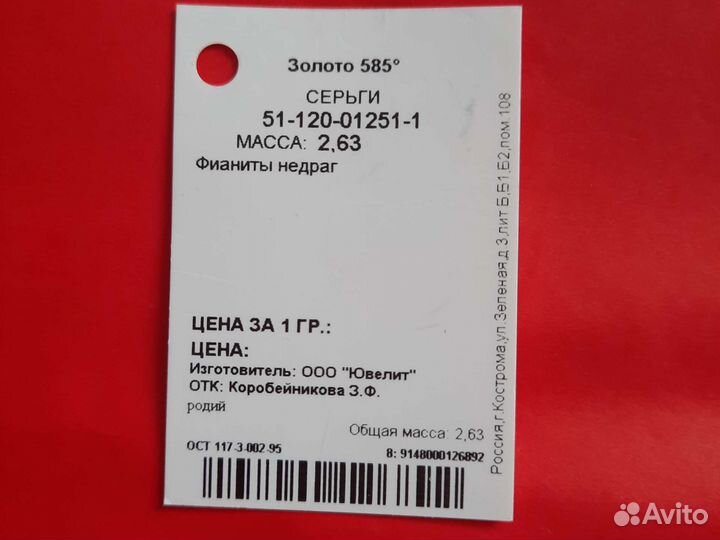 Золото 585°
СЕРЬГИ
51-120-01251-1
МАССА: 2,63
Фианиты недраг
ЦЕНА ЗА 1 ГР.:
ЦЕНА:
Изготовитель: ООО "Ювелит"
ОТК: Коробейникова З.Ф.
родий
Общая масса: 2,63
ОСТ 117-3-002-95 8: 9148000126892
Россия,г.Кострома,ул.Зеленая,д 3,лит Б,Б1,Б2,пом.108
Avito